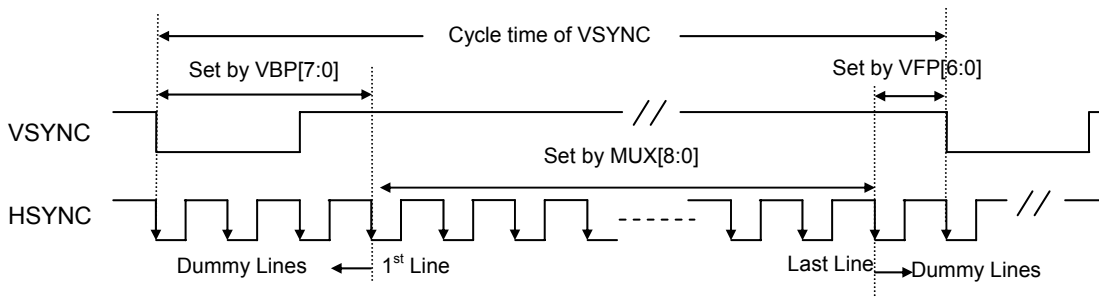 Cycle time of VSYNC
Set by VBP[7:0]
Set by VFP[6:0]
VSYNC
Set by MUX[8:0]
HSYNC
Dummy Lines
1st Line
Last Line
Dummy Lines